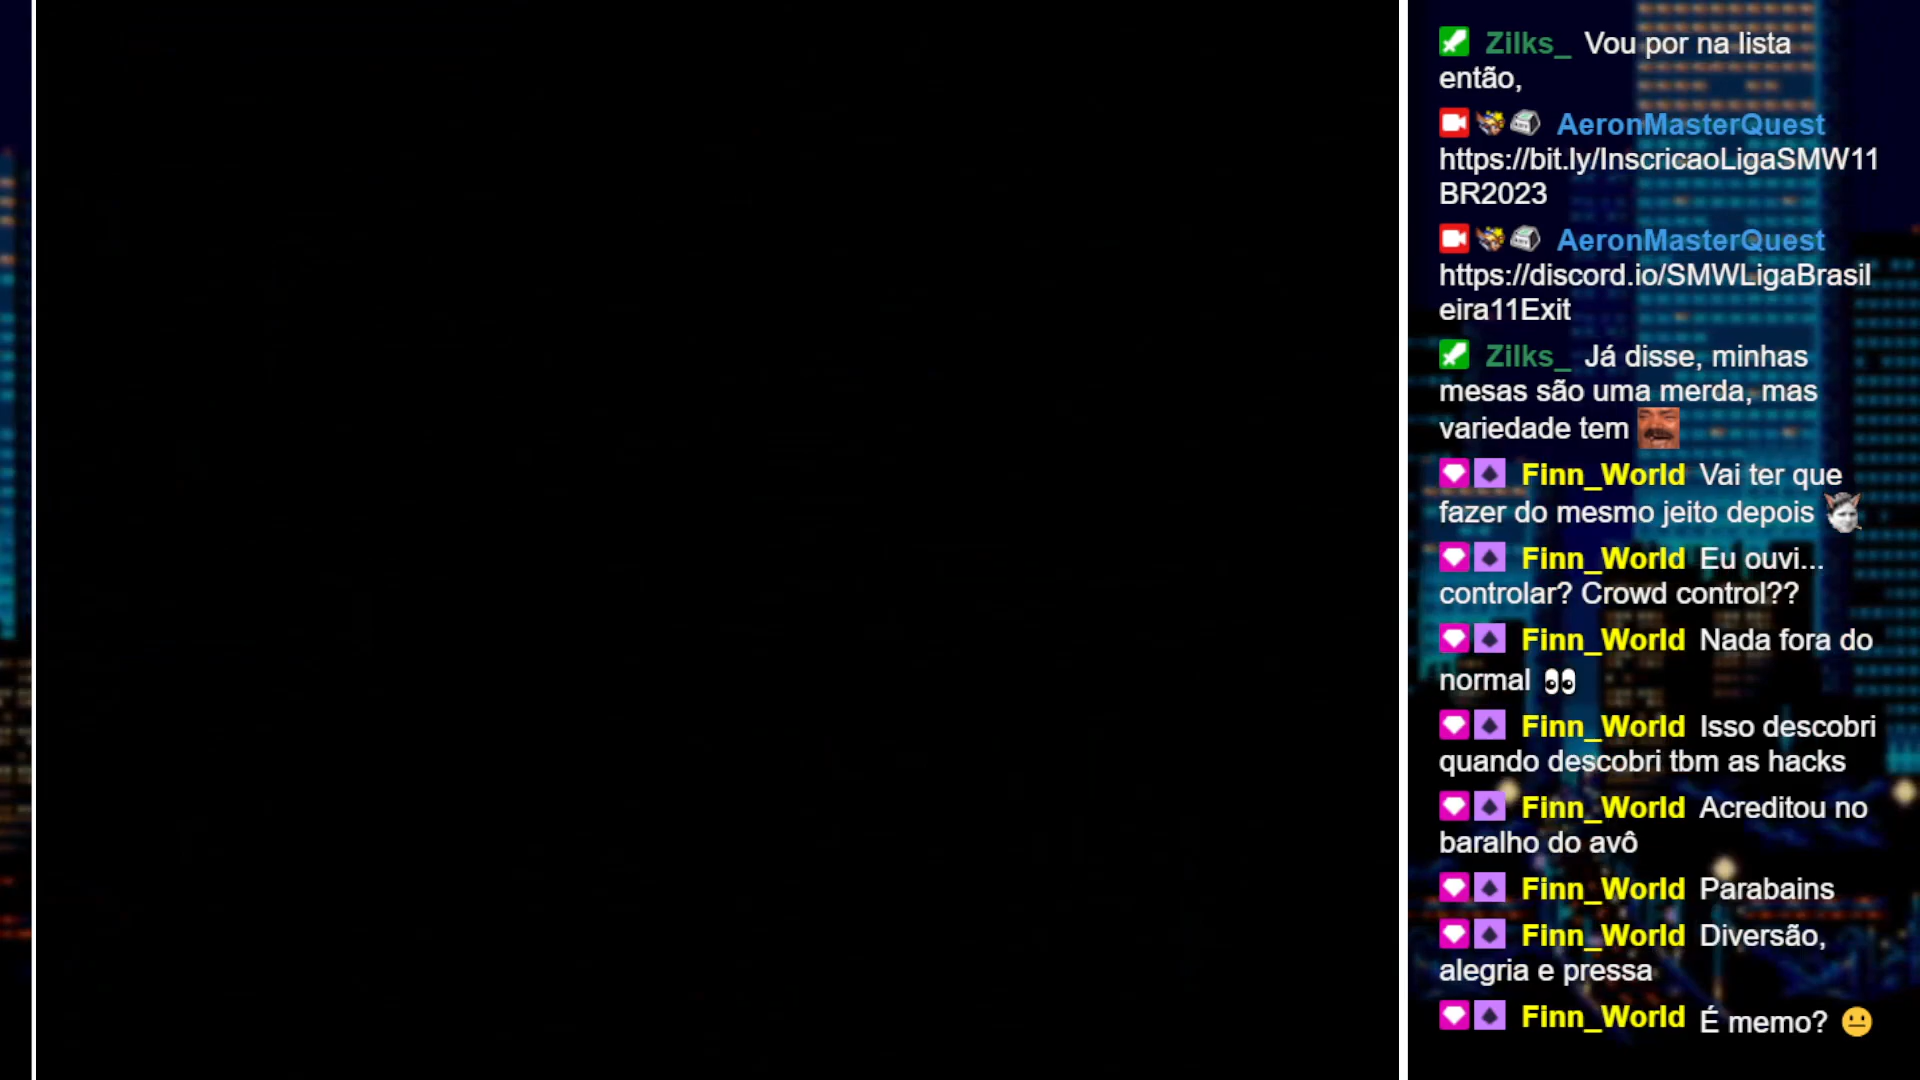 Zilks_ Vou por na lista
então,
AeronMasterQuest
https://bit.ly/InscricaoLigaSMW11
BR2023
AeronMasterQuest
https://discord.io/SMWLigaBrasil
eira11Exit
Zilks_ Já disse, minhas
mesas são uma merda, mas
variedade tem
Finn_World Vai ter que
fazer do mesmo jeito depois
Finn_World Eu ouvi...
controlar? Crowd control??
Finn_World Nada fora do
normal 👀
Finn_World Isso descobri
quando descobri tbm as hacks
Finn_World Acreditou no
baralho do avô
Finn_World Parabains
Finn_World Diversão,
alegria e pressa
Finn_World É memo? 😐